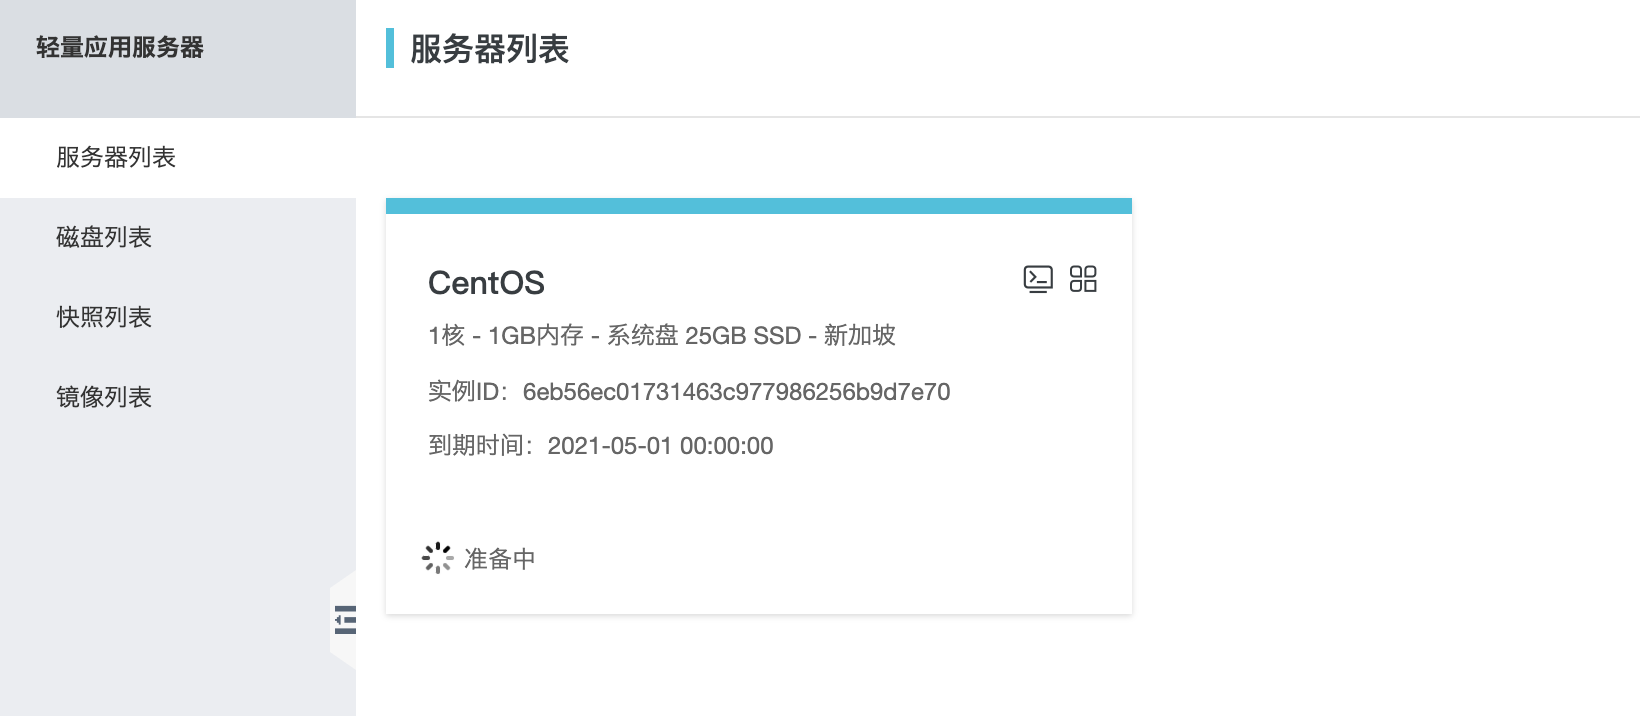 轻量应用服务器
服务器列表
磁盘列表
快照列表
镜像列表
服务器列表
CentOS
1核 - 1GB内存 - 系统盘 25GB SSD - 新加坡
实例ID：6eb56ec01731463c977986256b9d7e70
到期时间：2021-05-01 00:00:00
准备中